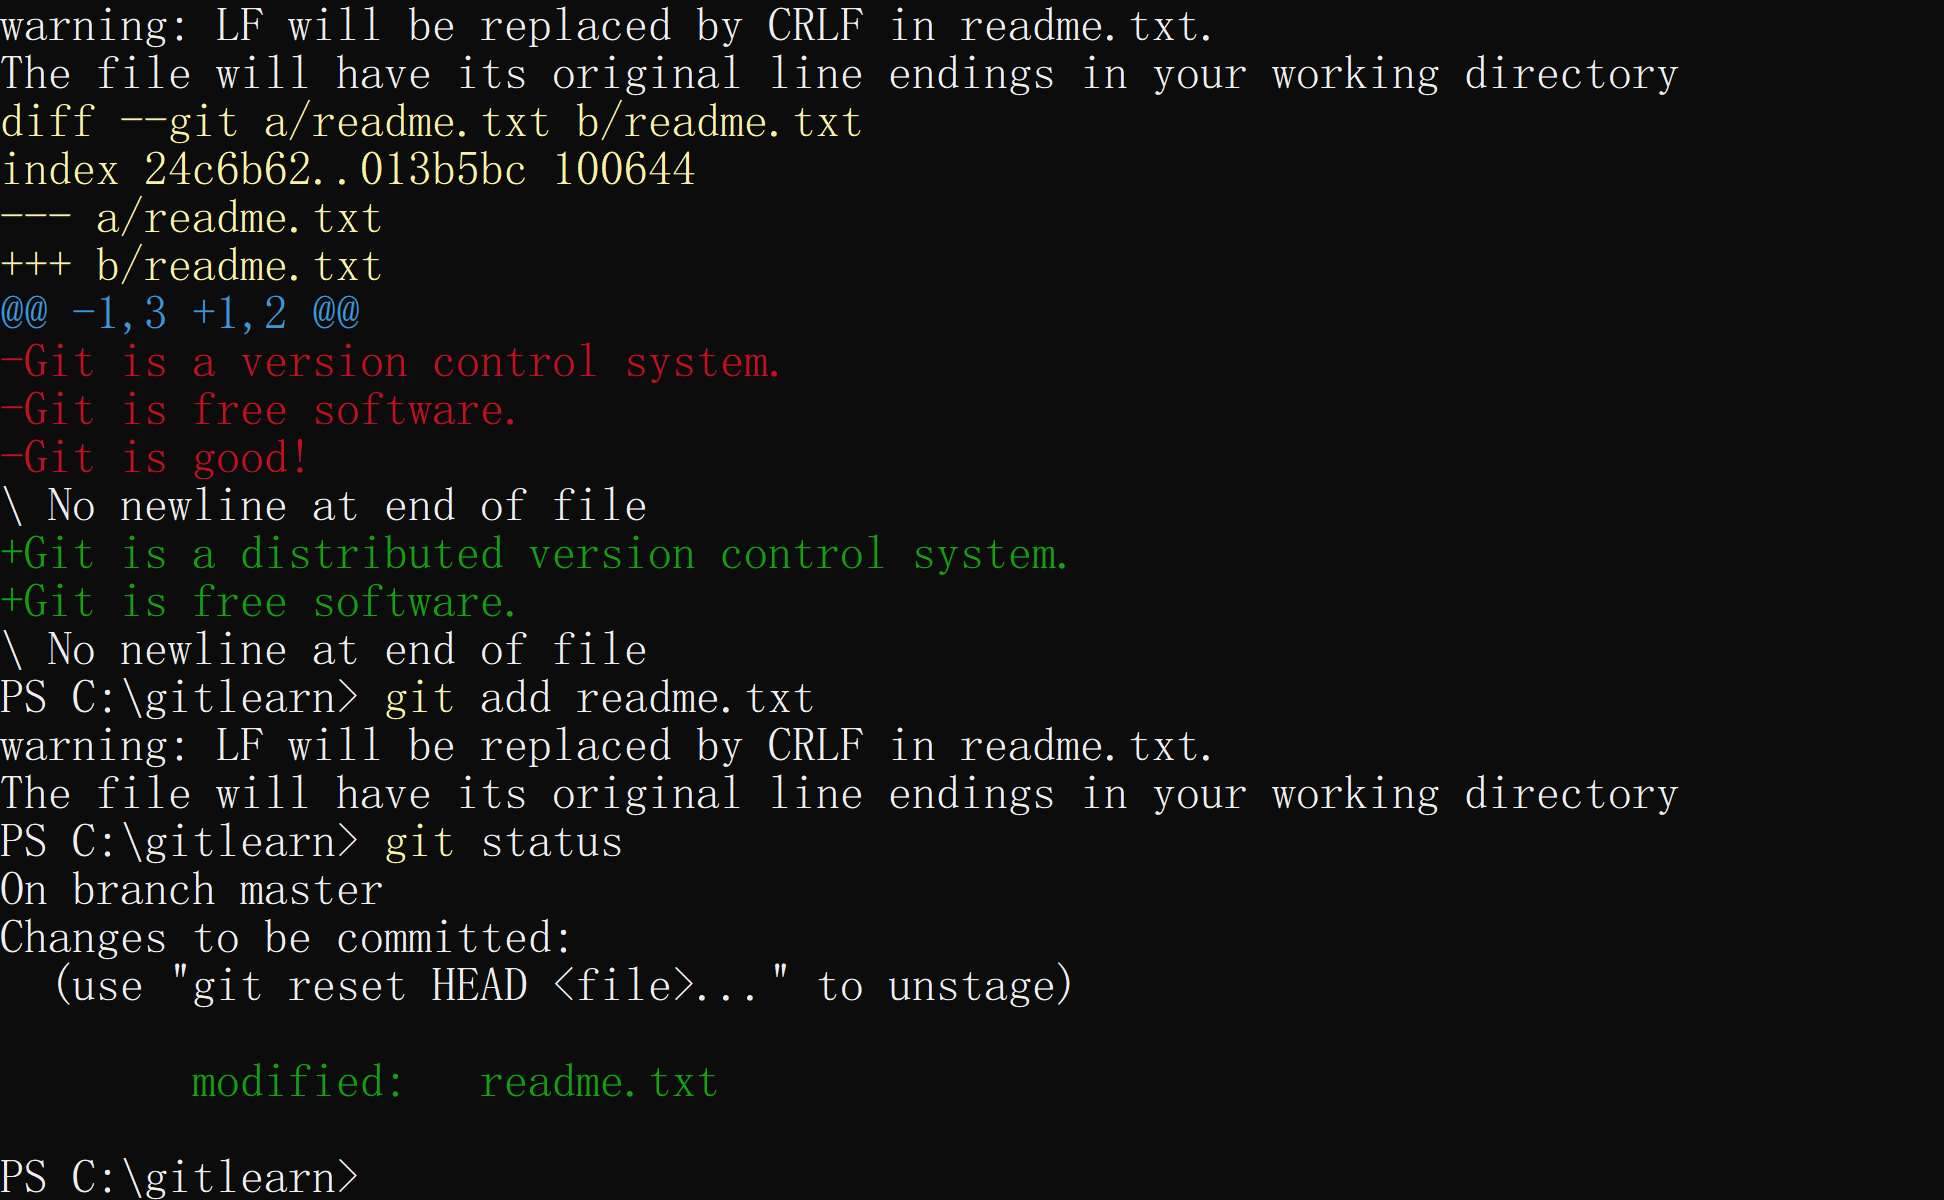 warning: LF will be replaced by CRLF in readme.txt.
The file will have its original line endings in your working directory
diff --git a/readme.txt b/readme.txt
index 24c6b62..013b5bc 100644
--- a/readme.txt
+++ b/readme.txt
@@ -1,3 +1,2 @@
-Git is a version control system.
-Git is free software.
-Git is good!
\ No newline at end of file
+Git is a distributed version control system.
+Git is free software.
\ No newline at end of file
PS C:\gitlearn> git add readme.txt
warning: LF will be replaced by CRLF in readme.txt.
The file will have its original line endings in your working directory
PS C:\gitlearn> git status
On branch master
Changes to be committed:
  (use "git reset HEAD <file>..." to unstage)
        modified:   readme.txt
PS C:\gitlearn>